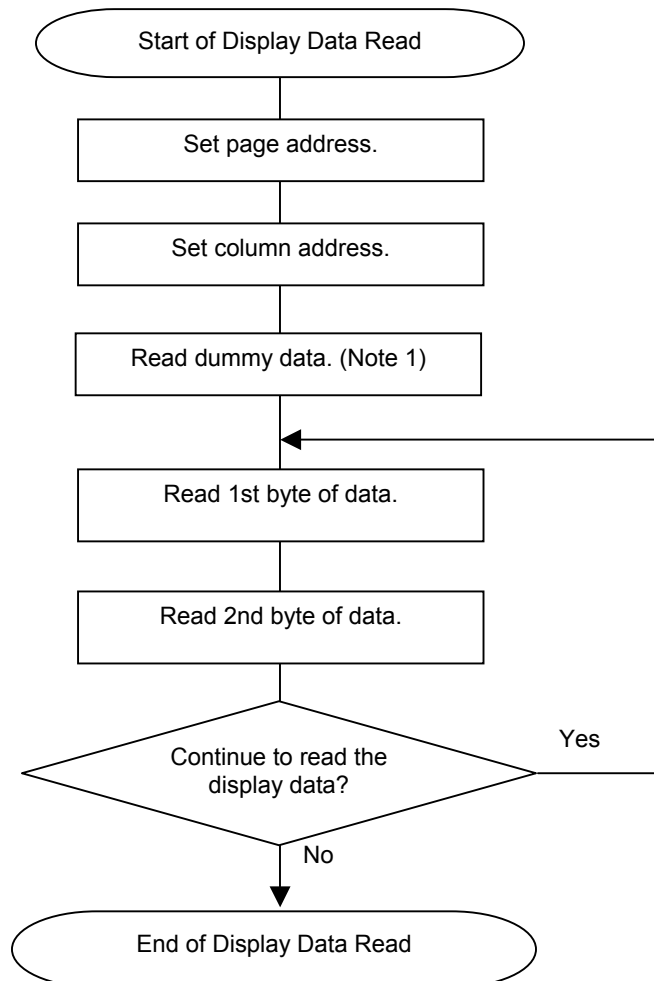 Start of Display Data Read
Set page address.
Set column address.
Read dummy data. (Note 1)
Read 1st byte of data.
Read 2nd byte of data.
Continue to read the
display data?
Yes
No
End of Display Data Read